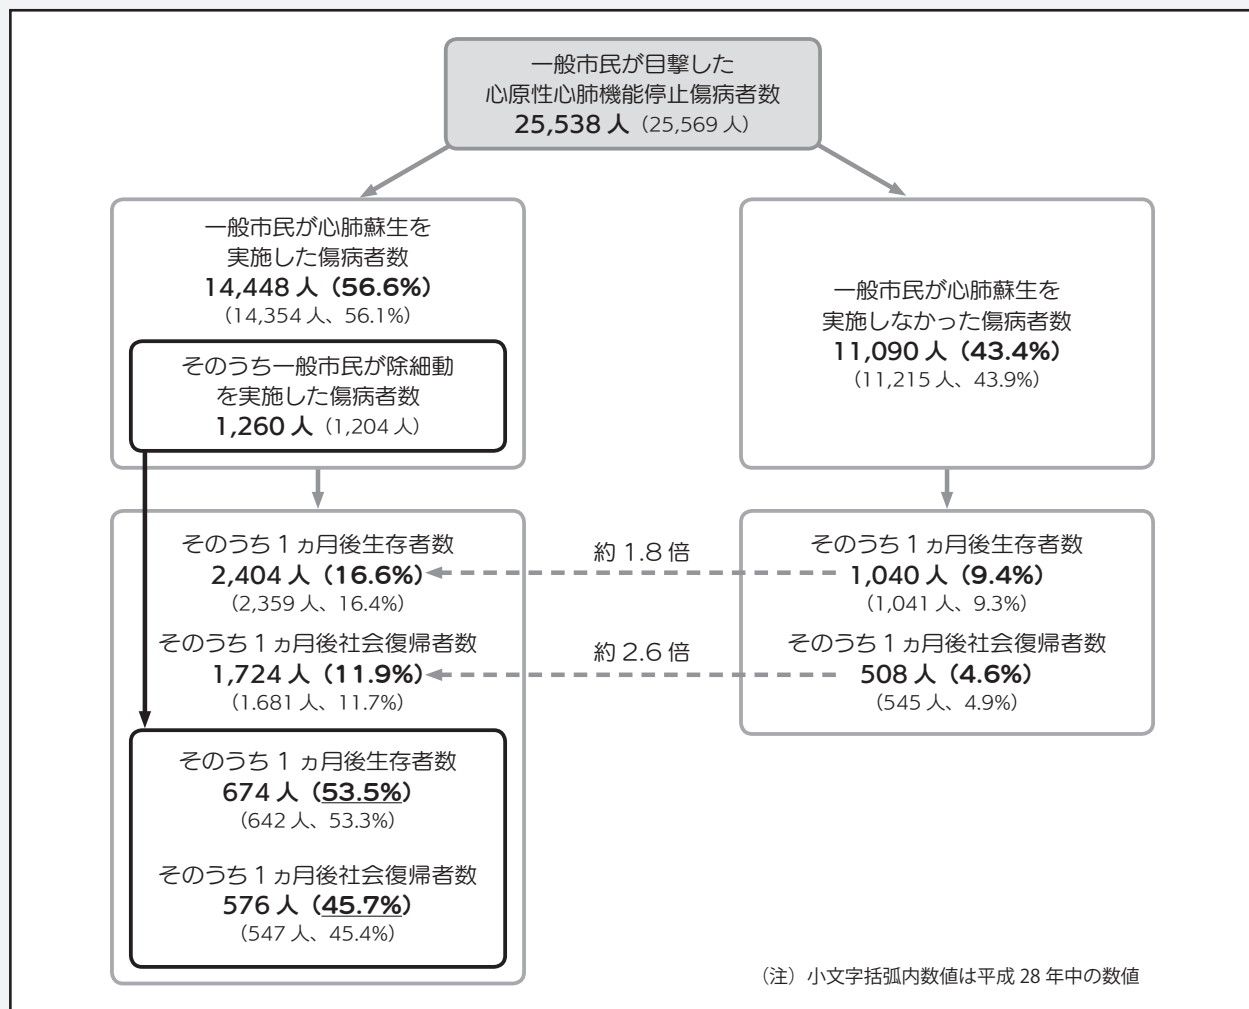 一般市民が目撃した
心原性心肺機能停止傷病者数
25,538 人（25,569 人）
一般市民が心肺蘇生を
実施した傷病者数
14,448 人（56.6%）
（14,354 人、56.1%）
そのうち一般市民が除細動
を実施した傷病者数
1,260 人（1,204 人）
一般市民が心肺蘇生を
実施しなかった傷病者数
11,090 人（43.4%）
（11,215 人、43.9%）
そのうち 1 ヵ月後生存者数
2,404 人（16.6%）
（2,359 人、16.4%）
そのうち 1 ヵ月後社会復帰者数
1,724 人（11.9%）
（1.681 人、11.7%）
約 1.8 倍
約 2.6 倍
そのうち 1 ヵ月後生存者数
1,040 人（9.4%）
（1,041 人、9.3%）
そのうち 1 ヵ月後社会復帰者数
508 人（4.6%）
（545 人、4.9%）
そのうち 1 ヵ月後生存者数
674 人（53.5%）
（642 人、53.3%）
そのうち 1 ヵ月後社会復帰者数
576 人（45.7%）
（547 人、45.4%）
（注）小文字括弧内数値は平成 28 年中の数値